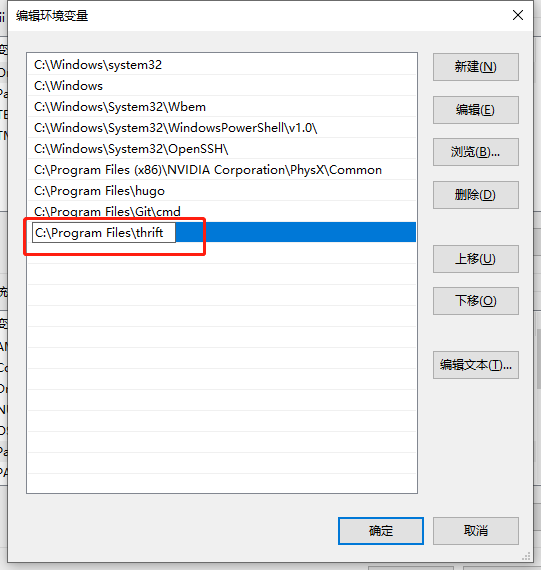 编辑环境变量
C:\Windows\system32
C:\Windows
C:\Windows\System32\Wbem
C:\Windows\System32\WindowsPowerShell\v1.0\
C:\Windows\System32\OpenSSH\
C:\Program Files (x86)\NVIDIA Corporation\PhysX\Common
C:\Program Files\hugo
C:\Program Files\Git\cmd
C:\Program Files\thrift
新建(N)
编辑(E)
浏览(B)...
删除(D)
上移(U)
下移(O)
编辑文本(T)...
确定
取消